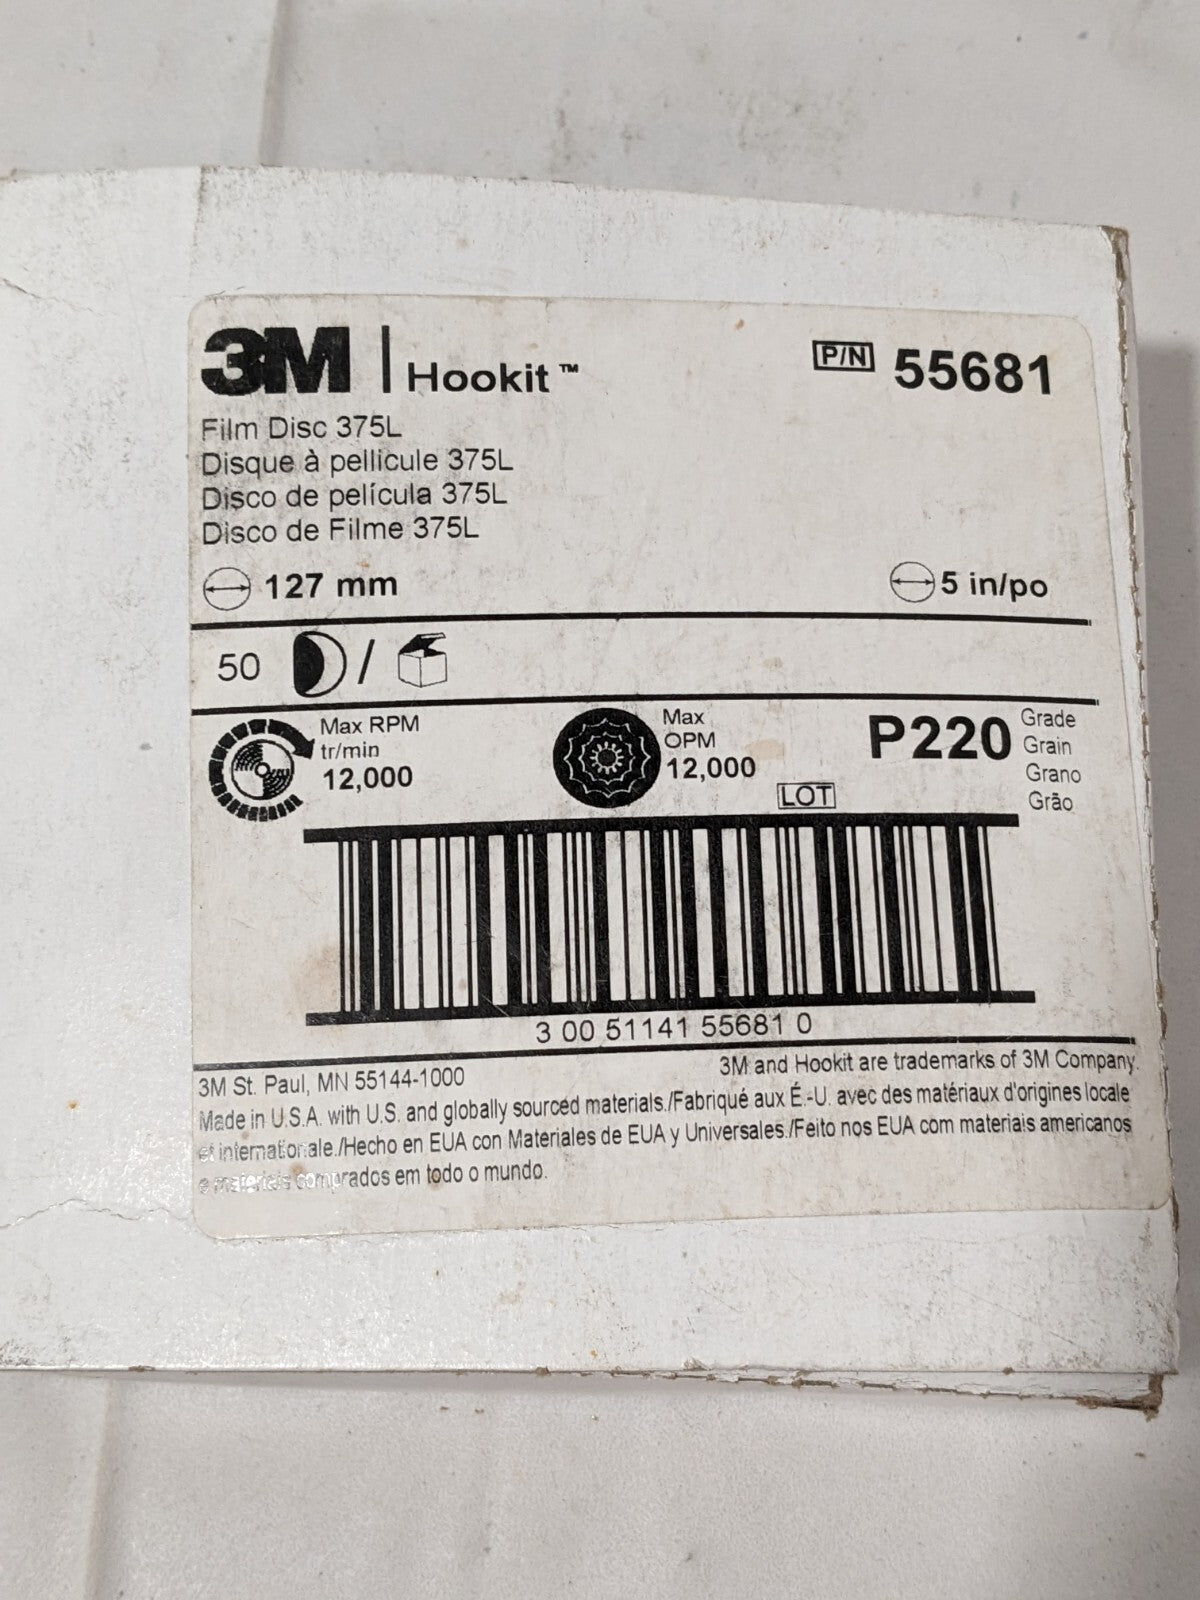 3M | Hookit™
P/N 55681
Film Disc 375L
Disque à pellicule 375L
Disco de película 375L
Disco de Filme 375L
127 mm
5 in/po
50 /
Max RPM
tr/min
12,000
Max
OPM
12,000
P220
Grade
Grain
Grano
Grão
LOT
3 00 51141 55681 0
3M St. Paul, MN 55144-1000
3M and Hookit are trademarks of 3M Company.
Made in U.S.A. with U.S. and globally sourced materials./Fabriqué aux É.-U. avec des matériaux d'origines locale
et internationale./Hecho en EUA con Materiales de EUA y Universales./Feito nos EUA com materiais americanos
e materiais comprados em todo o mundo.